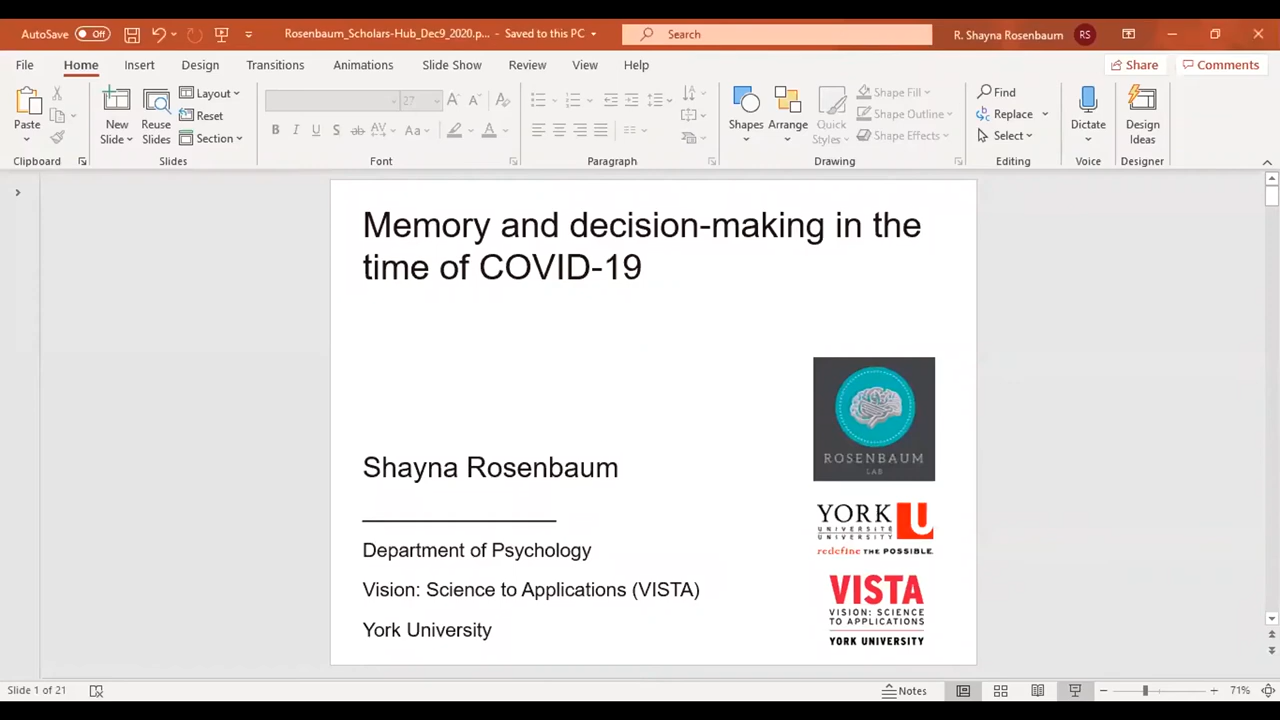 AutoSave Off Rosenbaum_Scholars-Hub_Dec9_2020.p... - Saved to this PC Search R. Shayna Rosenbaum RS
File Home Insert Design Transitions Animations Slide Show Review View Help Share Comments
Paste
New Slides
Reuse Slides
Layout
Reset
Section
27
Shapes
Arrange
Quick Styles
Shape Fill
Shape Outline
Shape Effects
Find
Replace
Select
Dictate
Design Ideas
Clipboard Slides Font Paragraph Drawing Editing Voice Designer
Memory and decision-making in the
time of COVID-19
ROSENBAUM
LAB
Shayna Rosenbaum
YORK U
UNIVERSITÉ
UNIVERSITY
redefine THE POSSIBLE.
Department of Psychology
Vision: Science to Applications (VISTA)
York University
VISTA
VISION: SCIENCE
TO APPLICATIONS
YORK UNIVERSITY
Slide 1 of 21 Notes 71%